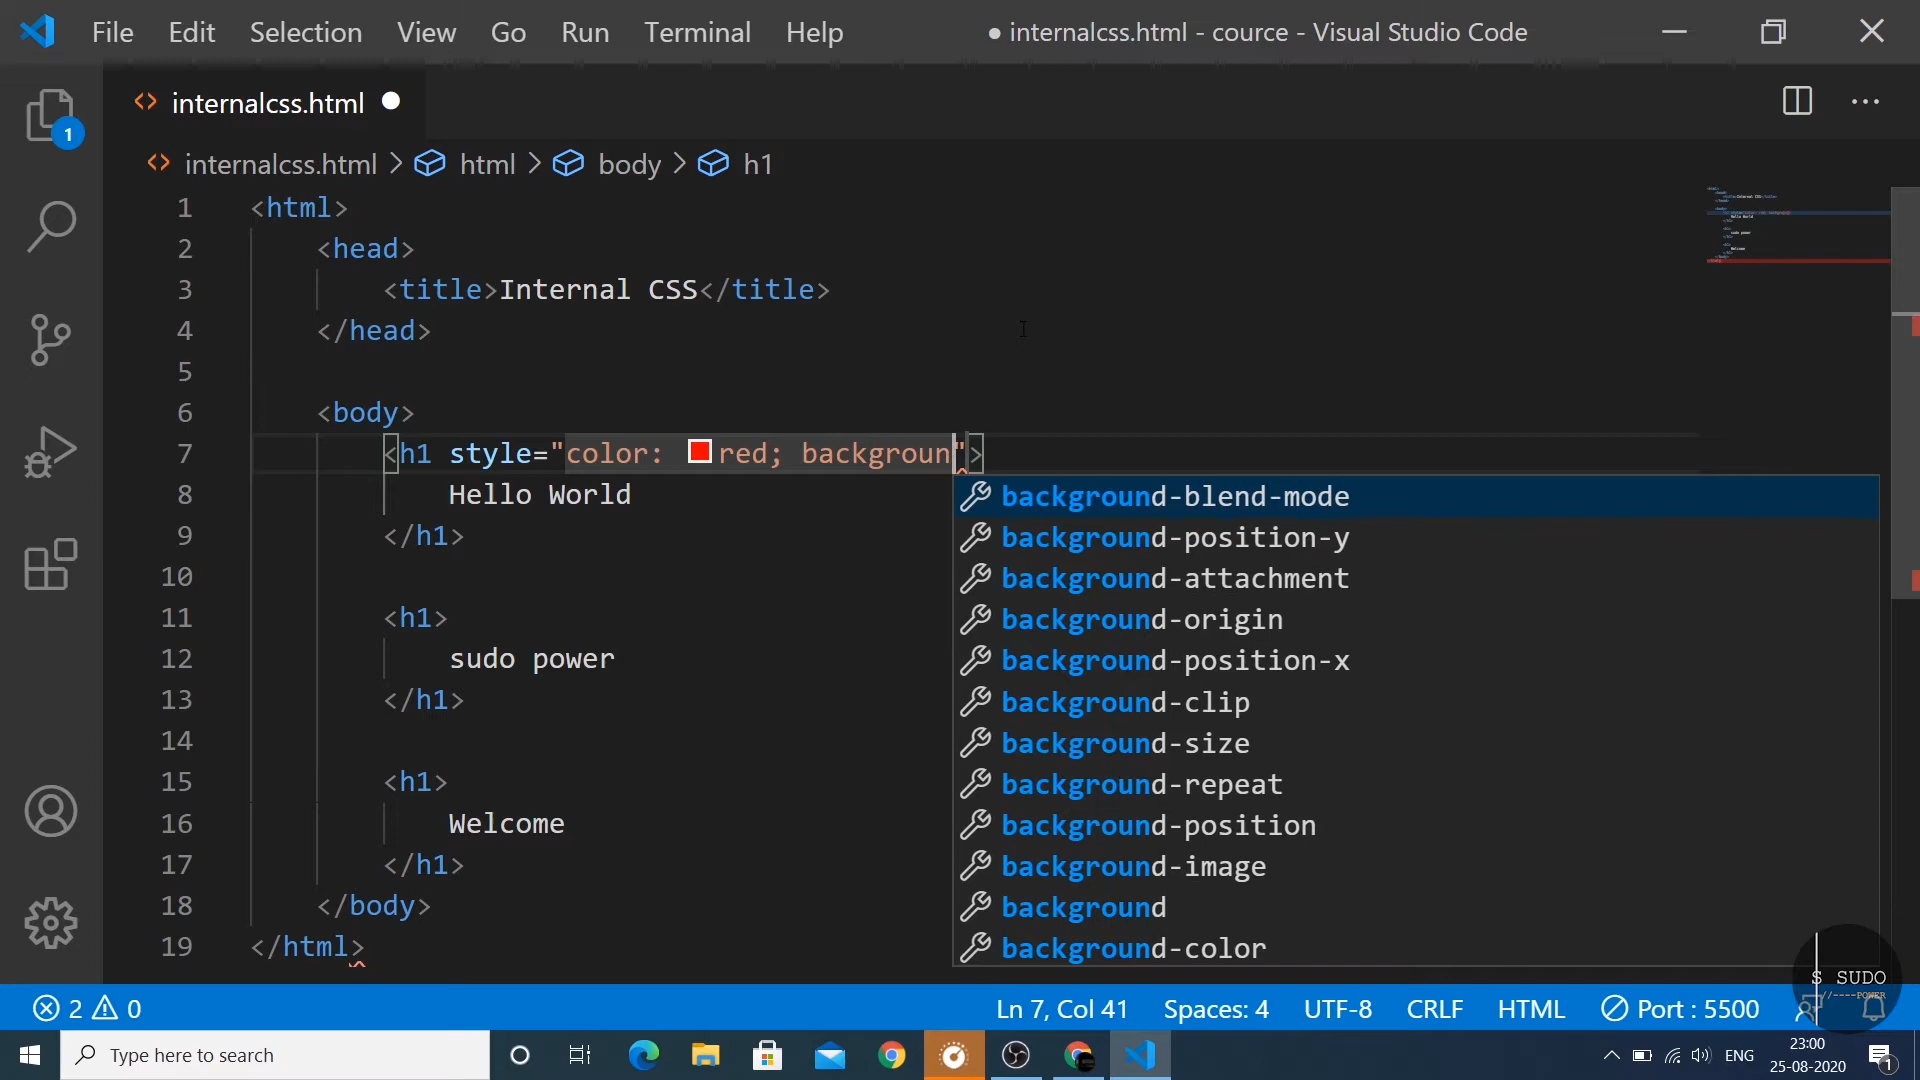 File Edit Selection View Go Run Terminal Help ● internalcss.html - cource - Visual Studio Code
internalcss.html ●
1
internalcss.html > html > body > h1
1 <html>
2 <head>
3 <title>Internal CSS</title>
4 </head>
5
6 <body>
7 <h1 style="color: red; backgroun">
8 Hello World
9 </h1>
10
11 <h1>
12 sudo power
13 </h1>
14
15 <h1>
16 Welcome
17 </h1>
18 </body>
19 </html>
background-blend-mode
background-position-y
background-attachment
background-origin
background-position-x
background-clip
background-size
background-repeat
background-position
background-image
background
background-color
$ SUDO
//----POWER
2 0 Ln 7, Col 41 Spaces: 4 UTF-8 CRLF HTML Port : 5500
Type here to search
ENG
23:00
25-08-2020
1